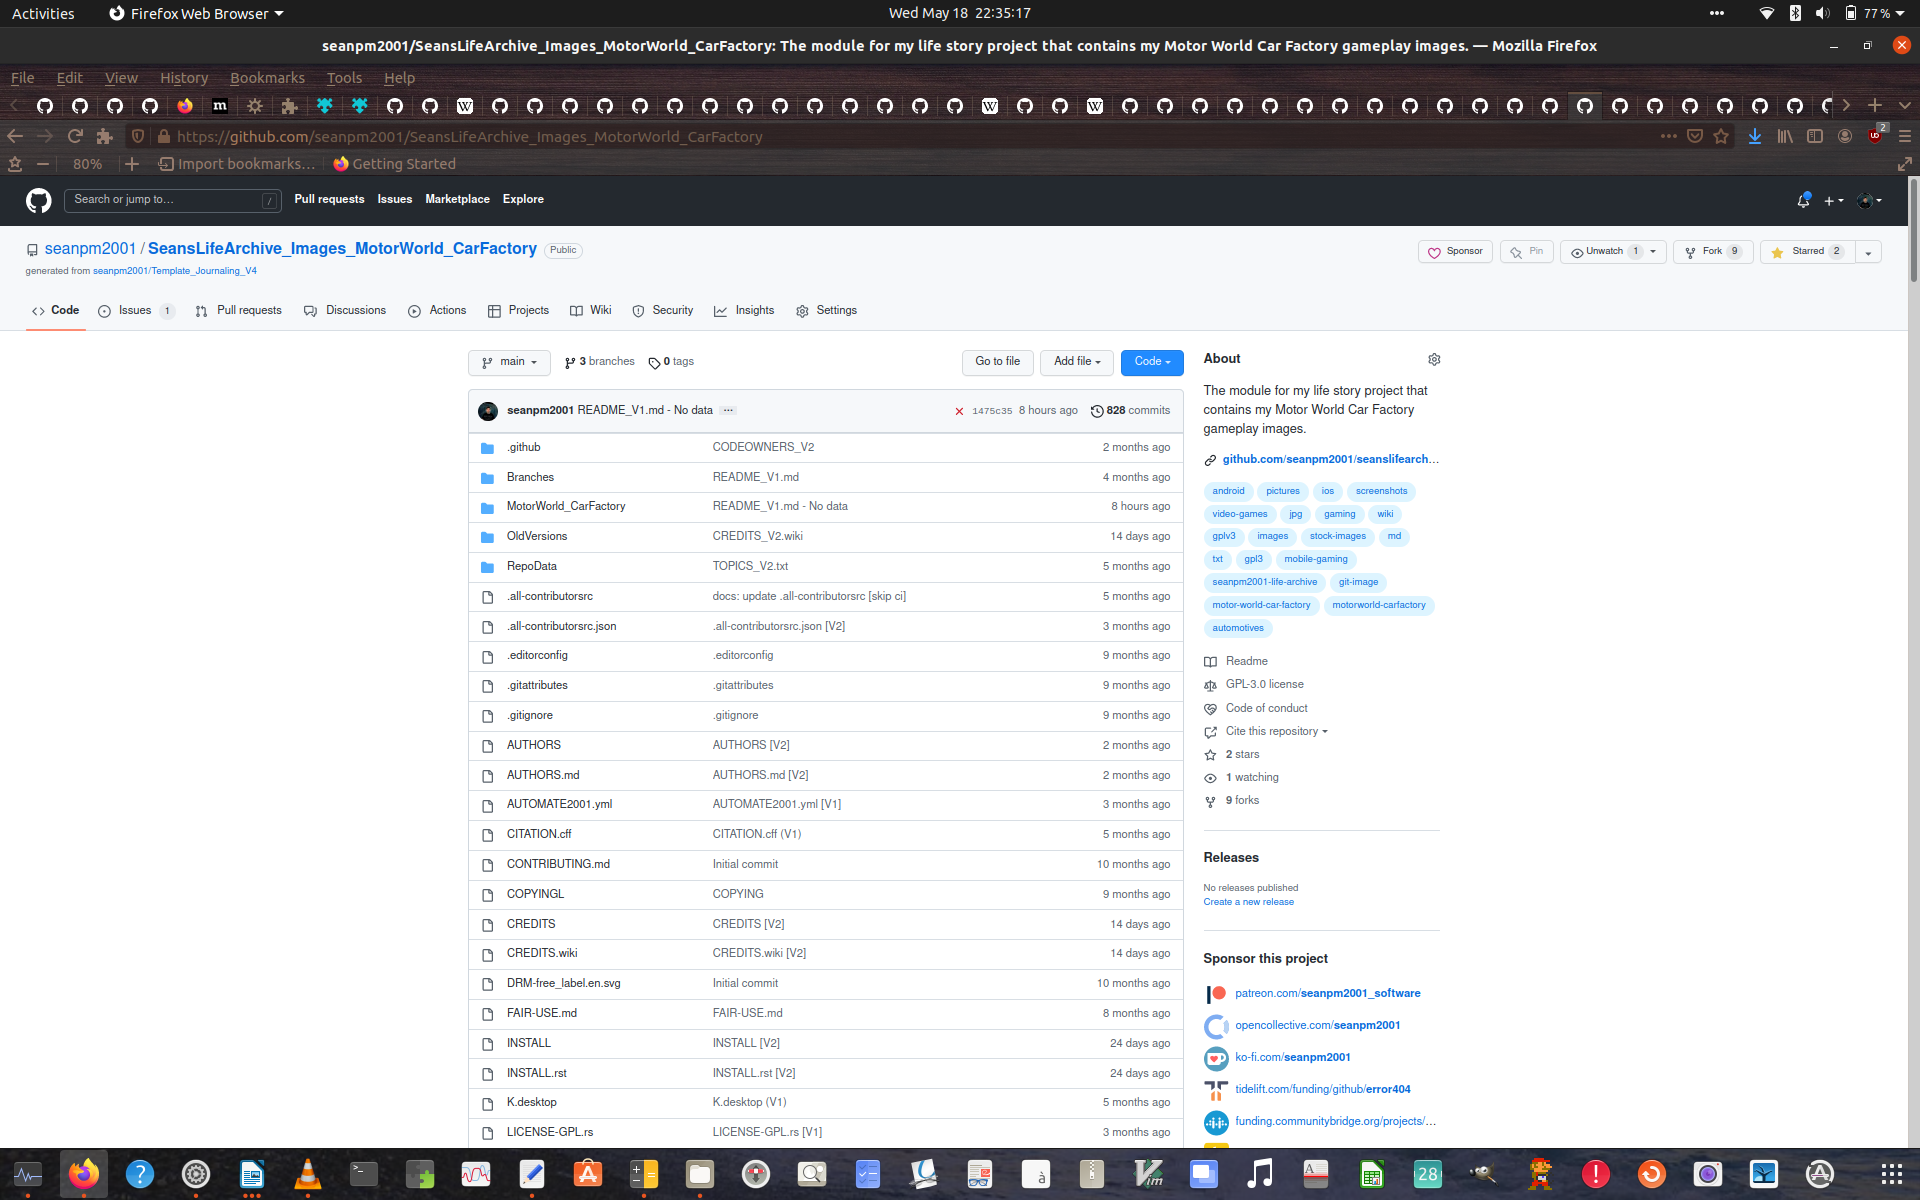 Activities
Firefox Web Browser
Wed May 18 22:35:17
77 %
seanpm2001/SeansLifeArchive_Images_MotorWorld_CarFactory: The module for my life story project that contains my Motor World Car Factory gameplay images. — Mozilla Firefox
File Edit View History Bookmarks Tools Help
https://github.com/seanpm2001/SeansLifeArchive_Images_MotorWorld_CarFactory
2
80%
Import bookmarks...
Getting Started
Search or jump to...
/
Pull requests Issues Marketplace Explore
seanpm2001 / SeansLifeArchive_Images_MotorWorld_CarFactory Public
generated from seanpm2001/Template_Journaling_V4
Sponsor
Pin
Unwatch 1
Fork 9
Starred 2
Code
Issues 1
Pull requests
Discussions
Actions
Projects
Wiki
Security
Insights
Settings
main
3 branches
0 tags
Go to file
Add file
Code
seanpm2001 README_V1.md - No data ...
1475c35 8 hours ago 828 commits
.github CODEOWNERS_V2 2 months ago
Branches README_V1.md 4 months ago
MotorWorld_CarFactory README_V1.md - No data 8 hours ago
OldVersions CREDITS_V2.wiki 14 days ago
RepoData TOPICS_V2.txt 5 months ago
.all-contributorsrc docs: update .all-contributorsrc [skip ci] 5 months ago
.all-contributorsrc.json .all-contributorsrc.json [V2] 3 months ago
.editorconfig .editorconfig 9 months ago
.gitattributes .gitattributes 9 months ago
.gitignore .gitignore 9 months ago
AUTHORS AUTHORS [V2] 2 months ago
AUTHORS.md AUTHORS.md [V2] 2 months ago
AUTOMATE2001.yml AUTOMATE2001.yml [V1] 3 months ago
CITATION.cff CITATION.cff (V1) 5 months ago
CONTRIBUTING.md Initial commit 10 months ago
COPYINGL COPYING 9 months ago
CREDITS CREDITS [V2] 14 days ago
CREDITS.wiki CREDITS.wiki [V2] 14 days ago
DRM-free_label.en.svg Initial commit 10 months ago
FAIR-USE.md FAIR-USE.md 8 months ago
INSTALL INSTALL [V2] 24 days ago
INSTALL.rst INSTALL.rst [V2] 24 days ago
K.desktop K.desktop (V1) 5 months ago
LICENSE-GPL.rs LICENSE-GPL.rs [V1] 3 months ago
About
The module for my life story project that
contains my Motor World Car Factory
gameplay images.
github.com/seanpm2001/seanslifearch...
android pictures ios screenshots
video-games jpg gaming wiki
gplv3 images stock-images md
txt gpl3 mobile-gaming
seanpm2001-life-archive git-image
motor-world-car-factory motorworld-carfactory
automotives
Readme
GPL-3.0 license
Code of conduct
Cite this repository
2 stars
1 watching
9 forks
Releases
No releases published
Create a new release
Sponsor this project
patreon.com/seanpm2001_software
opencollective.com/seanpm2001
ko-fi.com/seanpm2001
tidelift.com/funding/github/error404
funding.communitybridge.org/projects/...
28